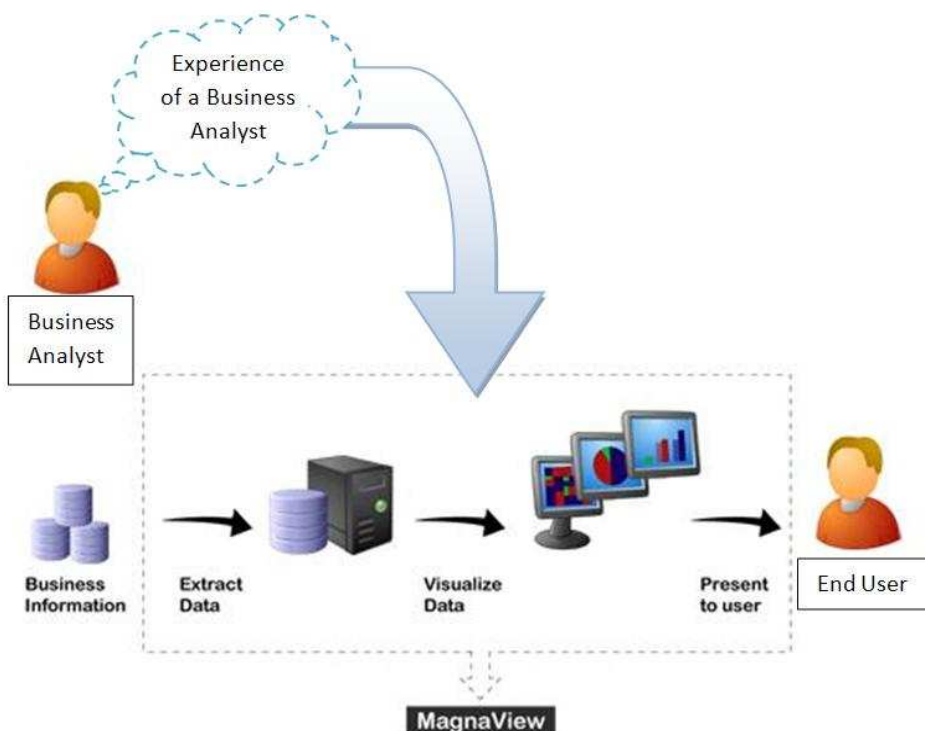 Experience
of a Business
Analyst
Business
Analyst
Business
Information
Extract
Data
Visualize
Data
Present
to user
End User
MagnaView